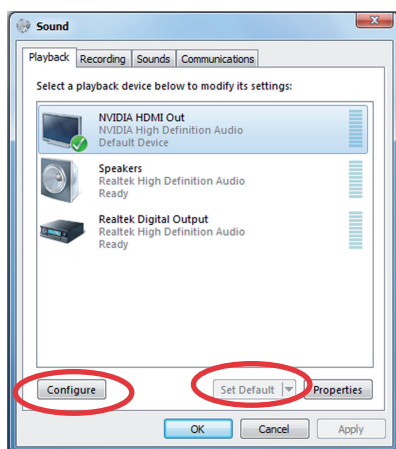 Sound
Playback Recording Sounds Communications
Select a playback device below to modify its settings:
NVIDIA HDMI Out
NVIDIA High Definition Audio
Default Device
Speakers
Realtek High Definition Audio
Ready
Realtek Digital Output
Realtek High Definition Audio
Ready
Configure Set Default Properties
OK Cancel Apply